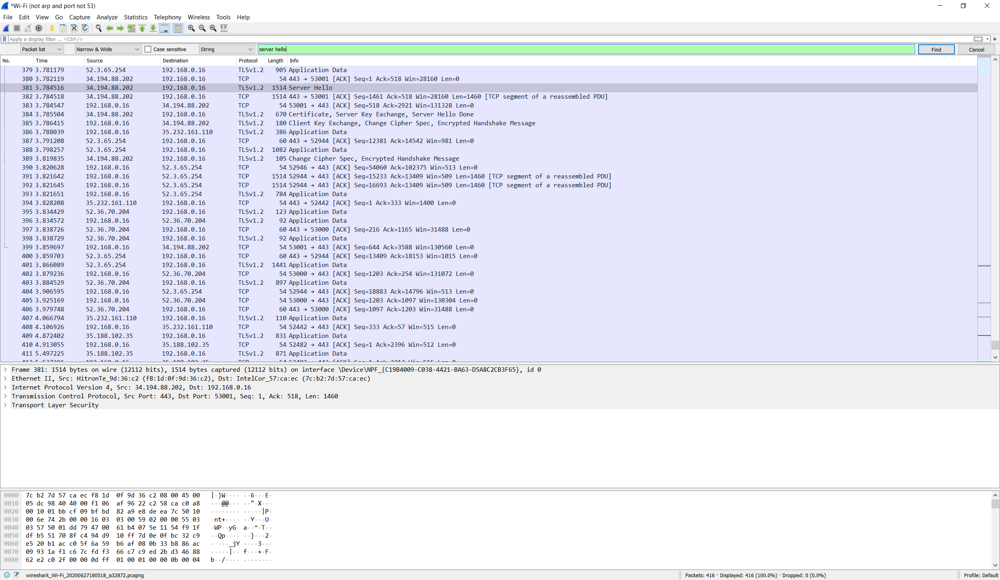 *Wi-Fi (not arp and port not 53)
File Edit View Go Capture Analyze Statistics Telephony Wireless Tools Help
Apply a display filter ... <Ctrl-/>
Packet list Narrow & Wide Case sensitive String server hello Find Cancel
No. Time Source Destination Protocol Length Info
379 3.781179 52.3.65.254 192.168.0.16 TLSv1.2 905 Application Data
380 3.782119 34.194.88.202 192.168.0.16 TCP 54 443 → 53001 [ACK] Seq=1 Ack=518 Win=28160 Len=0
381 3.784516 34.194.88.202 192.168.0.16 TLSv1.2 1514 Server Hello
382 3.784518 34.194.88.202 192.168.0.16 TCP 1514 443 → 53001 [ACK] Seq=1461 Ack=518 Win=28160 Len=1460 [TCP segment of a reassembled PDU]
383 3.784547 192.168.0.16 34.194.88.202 TCP 54 53001 → 443 [ACK] Seq=518 Ack=2921 Win=131328 Len=0
384 3.785504 34.194.88.202 192.168.0.16 TLSv1.2 670 Certificate, Server Key Exchange, Server Hello Done
385 3.786415 192.168.0.16 34.194.88.202 TLSv1.2 180 Client Key Exchange, Change Cipher Spec, Encrypted Handshake Message
386 3.788039 192.168.0.16 35.232.161.110 TLSv1.2 386 Application Data
387 3.791208 52.3.65.254 192.168.0.16 TCP 60 443 → 52944 [ACK] Seq=12381 Ack=14542 Win=981 Len=0
388 3.798257 52.3.65.254 192.168.0.16 TLSv1.2 1082 Application Data
389 3.819835 34.194.88.202 192.168.0.16 TLSv1.2 105 Change Cipher Spec, Encrypted Handshake Message
390 3.820628 192.168.0.16 52.3.65.254 TCP 54 52946 → 443 [ACK] Seq=54060 Ack=102375 Win=513 Len=0
391 3.821642 192.168.0.16 52.3.65.254 TCP 1514 52944 → 443 [ACK] Seq=15233 Ack=13409 Win=509 Len=1460 [TCP segment of a reassembled PDU]
392 3.821645 192.168.0.16 52.3.65.254 TCP 1514 52944 → 443 [ACK] Seq=16693 Ack=13409 Win=509 Len=1460 [TCP segment of a reassembled PDU]
393 3.821651 192.168.0.16 52.3.65.254 TLSv1.2 784 Application Data
394 3.828208 35.232.161.110 192.168.0.16 TCP 54 443 → 52442 [ACK] Seq=1 Ack=333 Win=1400 Len=0
395 3.834429 52.36.70.204 192.168.0.16 TLSv1.2 123 Application Data
396 3.834572 192.168.0.16 52.36.70.204 TLSv1.2 92 Application Data
397 3.838726 52.36.70.204 192.168.0.16 TCP 60 443 → 53000 [ACK] Seq=216 Ack=1165 Win=31488 Len=0
398 3.838729 52.36.70.204 192.168.0.16 TLSv1.2 92 Application Data
399 3.859697 192.168.0.16 34.194.88.202 TCP 54 53001 → 443 [ACK] Seq=644 Ack=3588 Win=130560 Len=0
400 3.859703 52.3.65.254 192.168.0.16 TCP 60 443 → 52944 [ACK] Seq=13409 Ack=18153 Win=1015 Len=0
401 3.866089 52.3.65.254 192.168.0.16 TLSv1.2 1441 Application Data
402 3.879236 192.168.0.16 52.36.70.204 TCP 54 53000 → 443 [ACK] Seq=1203 Ack=254 Win=131072 Len=0
403 3.884529 52.36.70.204 192.168.0.16 TLSv1.2 897 Application Data
404 3.906595 192.168.0.16 52.3.65.254 TCP 54 52944 → 443 [ACK] Seq=18883 Ack=14796 Win=513 Len=0
405 3.925169 192.168.0.16 52.36.70.204 TCP 54 53000 → 443 [ACK] Seq=1203 Ack=1097 Win=130304 Len=0
406 3.979748 52.36.70.204 192.168.0.16 TCP 60 443 → 53000 [ACK] Seq=1097 Ack=1203 Win=31488 Len=0
407 4.066794 35.232.161.110 192.168.0.16 TLSv1.2 110 Application Data
408 4.106926 192.168.0.16 35.232.161.110 TCP 54 52442 → 443 [ACK] Seq=333 Ack=57 Win=515 Len=0
409 4.872402 35.188.102.35 192.168.0.16 TLSv1.2 831 Application Data
410 4.913055 192.168.0.16 35.188.102.35 TCP 54 52482 → 443 [ACK] Seq=1 Ack=2396 Win=512 Len=0
411 5.497225 35.188.102.35 192.168.0.16 TLSv1.2 871 Application Data
Frame 381: 1514 bytes on wire (12112 bits), 1514 bytes captured (12112 bits) on interface \Device\NPF_{C19B4009-C038-4421-BA63-D5A8C2CB3F65}, id 0
Ethernet II, Src: HitronTe_9d:36:c2 (f8:1d:0f:9d:36:c2), Dst: IntelCor_57:ca:ec (7c:b2:7d:57:ca:ec)
Internet Protocol Version 4, Src: 34.194.88.202, Dst: 192.168.0.16
Transmission Control Protocol, Src Port: 443, Dst Port: 53001, Seq: 1, Ack: 518, Len: 1460
Transport Layer Security
0000 7c b2 7d 57 ca ec f8 1d 0f 9d 36 c2 08 00 45 00 |·}W···· ··6···E·
0010 05 dc 98 40 40 00 f1 06 af 96 22 c2 58 ca c0 a8 ···@@··· ··"·X···
0020 00 10 01 bb cf 09 bf bd 82 a9 e8 de ea 7c 50 10 ········ ·····|P·
0030 00 6e 74 2b 00 00 16 03 03 00 59 02 00 00 55 03 ·nt+···· ··Y···U·
0040 03 57 50 01 dd 79 47 00 61 b4 07 5e 11 54 f9 1f ·WP··yG· a··^·T··
0050 df b5 51 70 8f c4 94 d9 10 ff 7d 0e 0f bc 32 c9 ··Qp···· ··}···2·
0060 e5 20 b1 ac c0 5f 6a 59 b6 af 08 0b 33 b8 86 ac · ···_jY ····3···
0070 09 93 1a f1 c6 7c fd f3 66 c7 c9 ed 2b d3 46 88 ·····|·· f···+·F·
0080 62 e2 c0 2f 00 00 0d ff 01 00 01 00 00 0b 00 04 b··/···· ········
wireshark_Wi-Fi_20200627180518_a32872.pcapng Packets: 416 · Displayed: 416 (100.0%) · Dropped: 0 (0.0%) Profile: Default